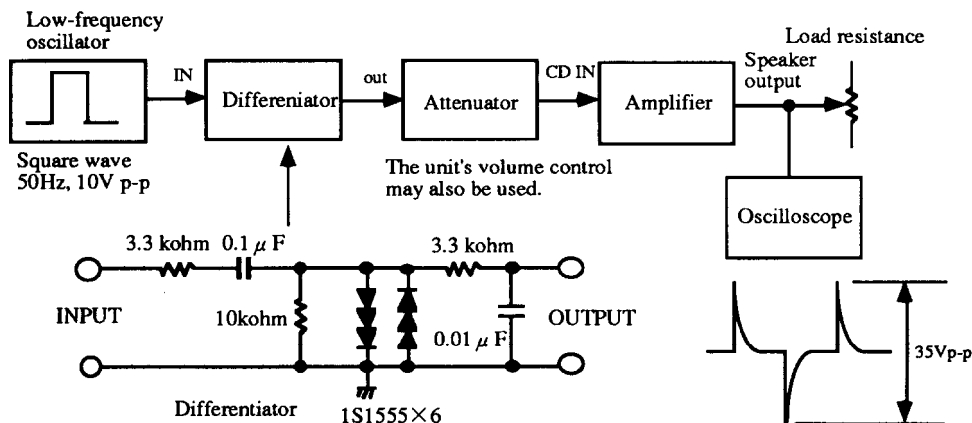 Low-frequency
oscillator
IN
Differeniator
out
Attenuator
CD IN
Amplifier
Speaker
output
Load resistance
Square wave
50Hz, 10V p-p
The unit's volume control
may also be used.
Oscilloscope
3.3 kohm
0.1 μ F
3.3 kohm
INPUT
10kohm
0.01 μ F
OUTPUT
35Vp-p
Differentiator
1S1555×6